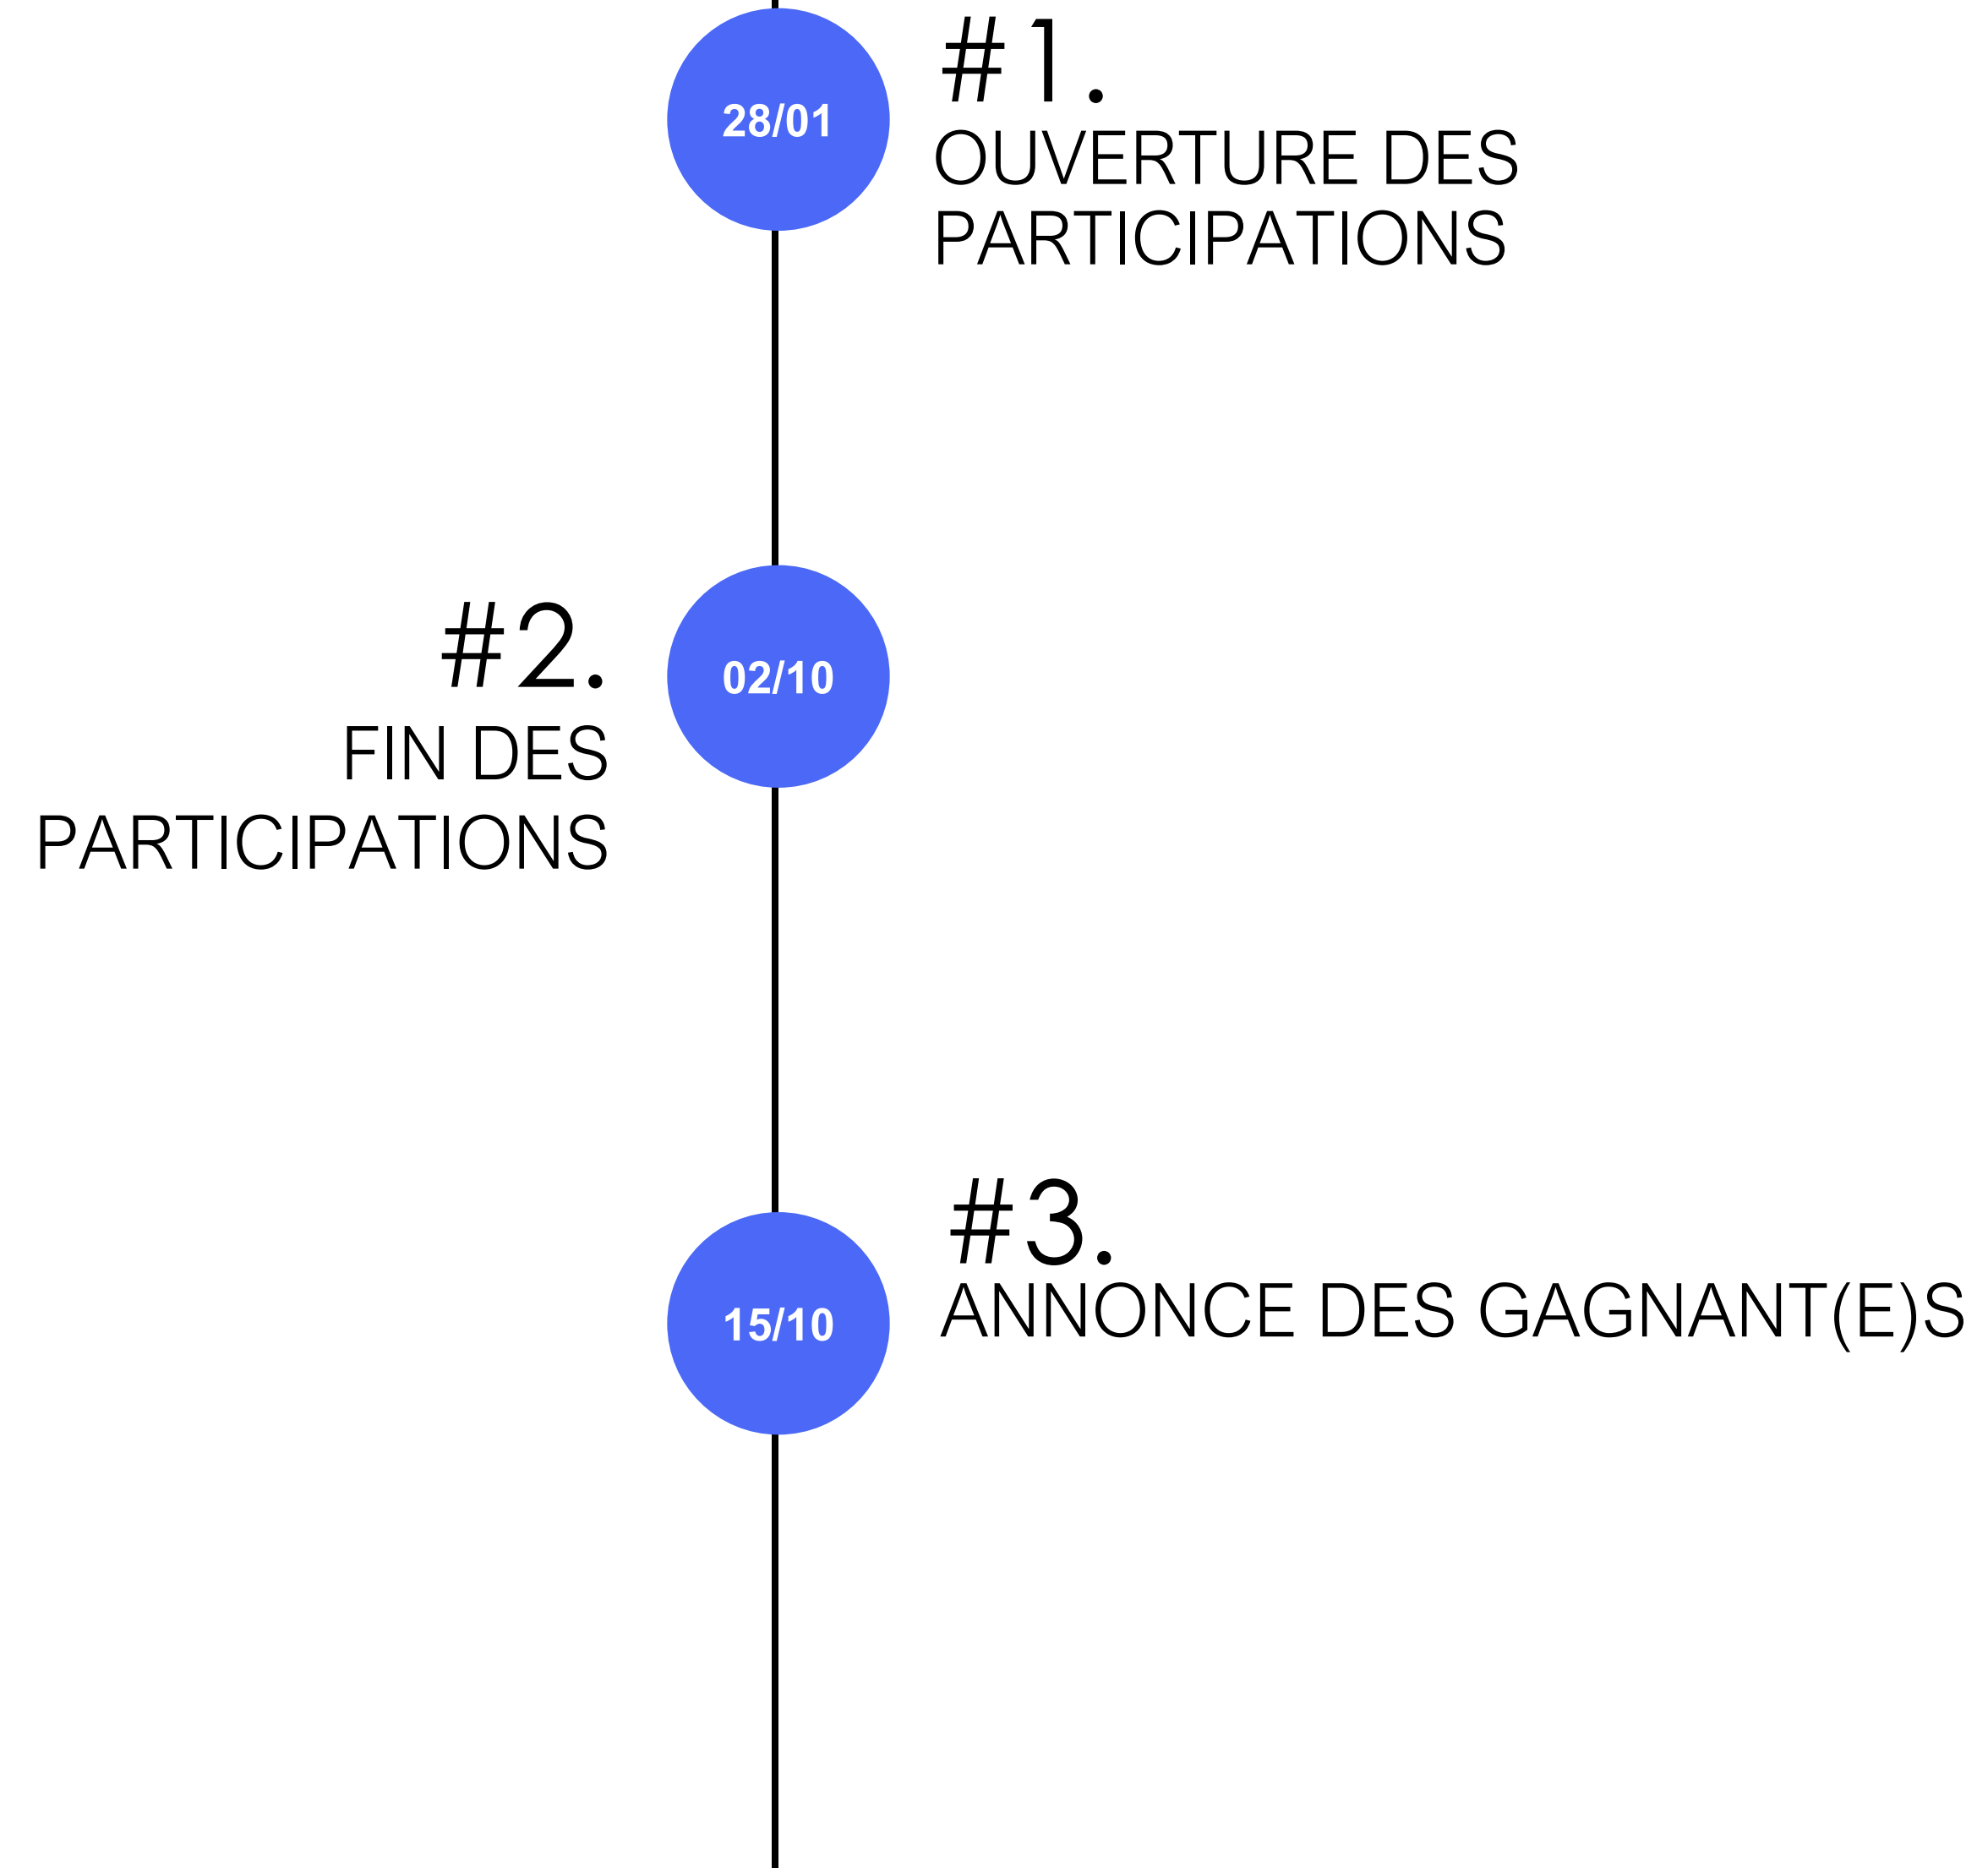 28/01
#1.
OUVERTURE DES
PARTICIPATIONS
#2.
FIN DES
PARTICIPATIONS
02/10
15/10
#3.
ANNONCE DES GAGNANT(E)S